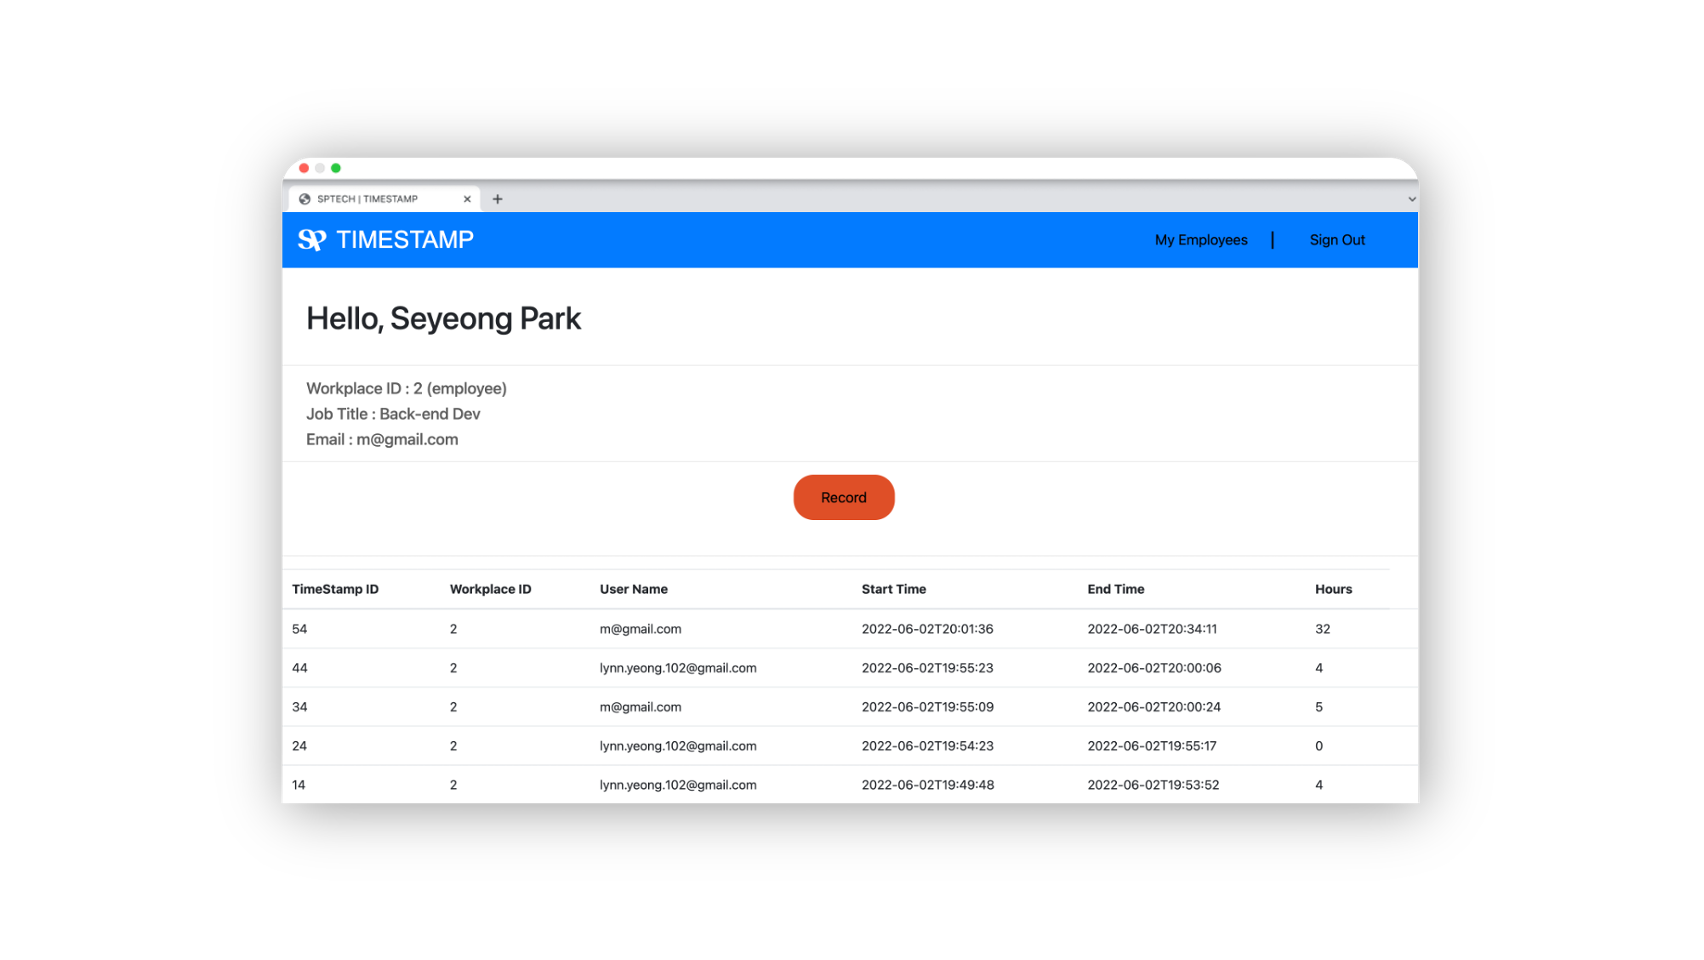 SPTECH | TIMESTAMP
SP TIMESTAMP My Employees | Sign Out
Hello, Seyeong Park
Workplace ID : 2 (employee)
Job Title : Back-end Dev
Email : m@gmail.com
Record
TimeStamp ID Workplace ID User Name Start Time End Time Hours
54 2 m@gmail.com 2022-06-02T20:01:36 2022-06-02T20:34:11 32
44 2 lynn.yeong.102@gmail.com 2022-06-02T19:55:23 2022-06-02T20:00:06 4
34 2 m@gmail.com 2022-06-02T19:55:09 2022-06-02T20:00:24 5
24 2 lynn.yeong.102@gmail.com 2022-06-02T19:54:23 2022-06-02T19:55:17 0
14 2 lynn.yeong.102@gmail.com 2022-06-02T19:49:48 2022-06-02T19:53:52 4